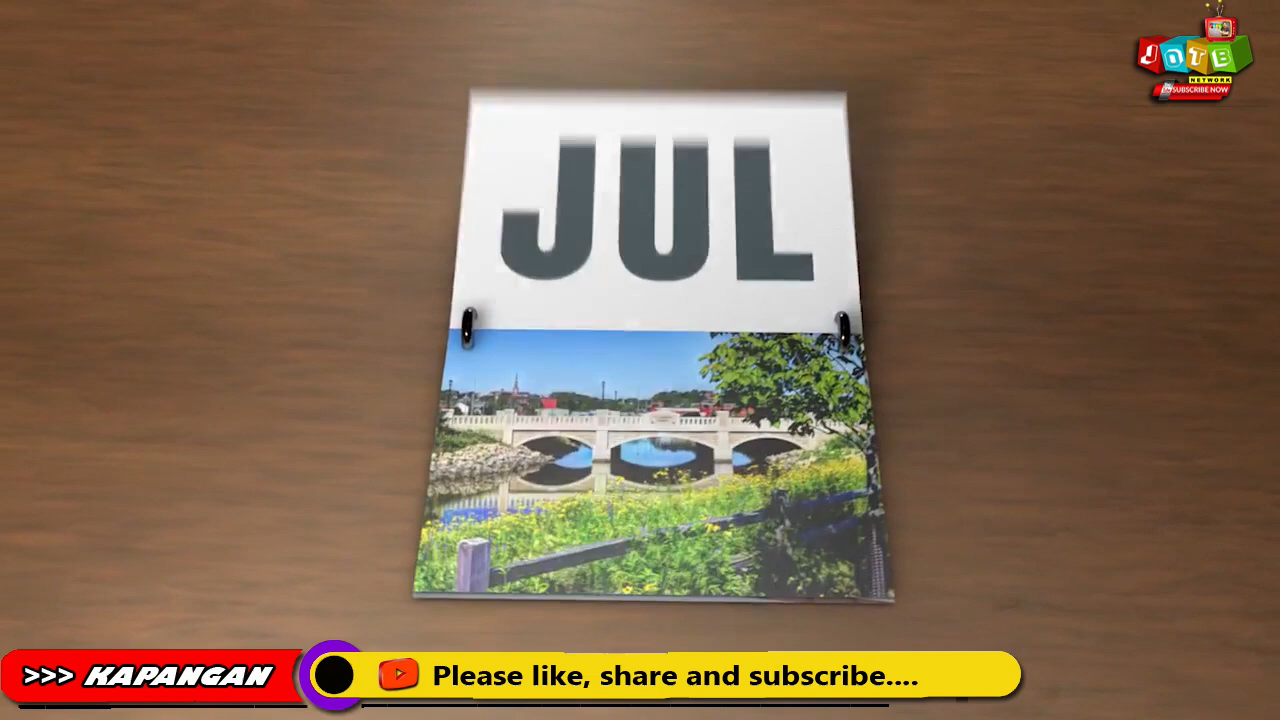 JOTB
NETWORK
SUBSCRIBE NOW
JUL
>>> KAPANGAN
Please like, share and subscribe....